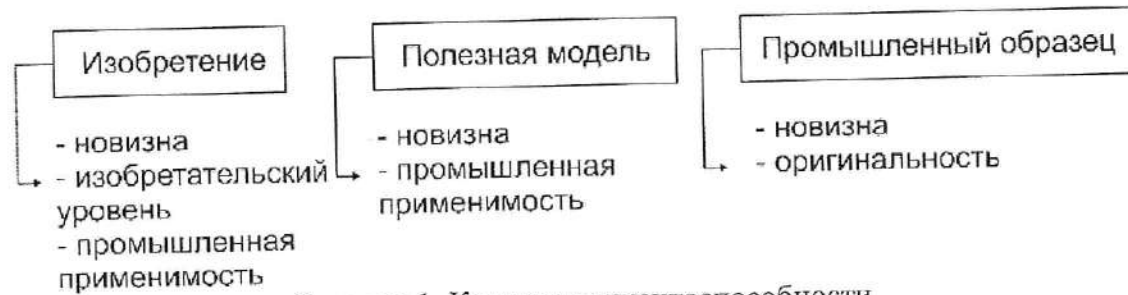 Изобретение
- новизна
- изобретательский
уровень
- промышленная
применимость
Полезная модель
- новизна
- промышленная
применимость
Промышленный образец
- новизна
- оригинальность